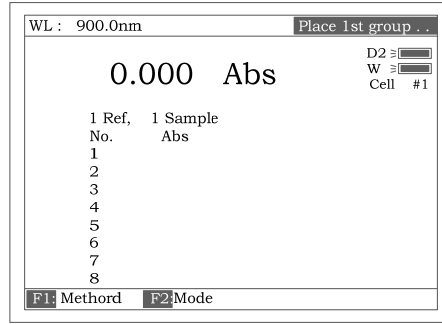 WL : 900.0nm Place 1st group . .
0.000 Abs
D2
W
Cell #1
1 Ref, 1 Sample
No. Abs
1
2
3
4
5
6
7
8
F1: Methord F2:Mode